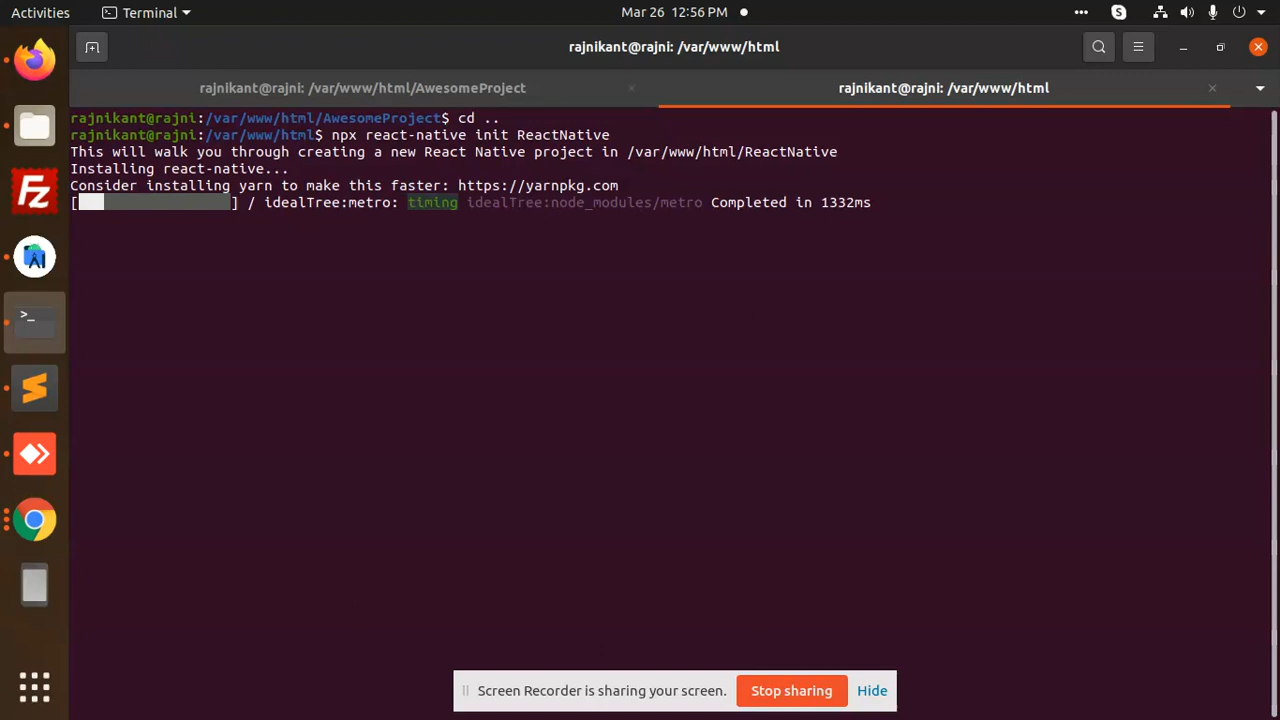 Activities Terminal Mar 26 12:56 PM
rajnikant@rajni: /var/www/html
rajnikant@rajni: /var/www/html/AwesomeProject × rajnikant@rajni: /var/www/html ×
rajnikant@rajni:/var/www/html/AwesomeProject$ cd ..
rajnikant@rajni:/var/www/html$ npx react-native init ReactNative
This will walk you through creating a new React Native project in /var/www/html/ReactNative
Installing react-native...
Consider installing yarn to make this faster: https://yarnpkg.com
[ ] / idealTree:metro: timing idealTree:node_modules/metro Completed in 1332ms
Screen Recorder is sharing your screen. Stop sharing Hide